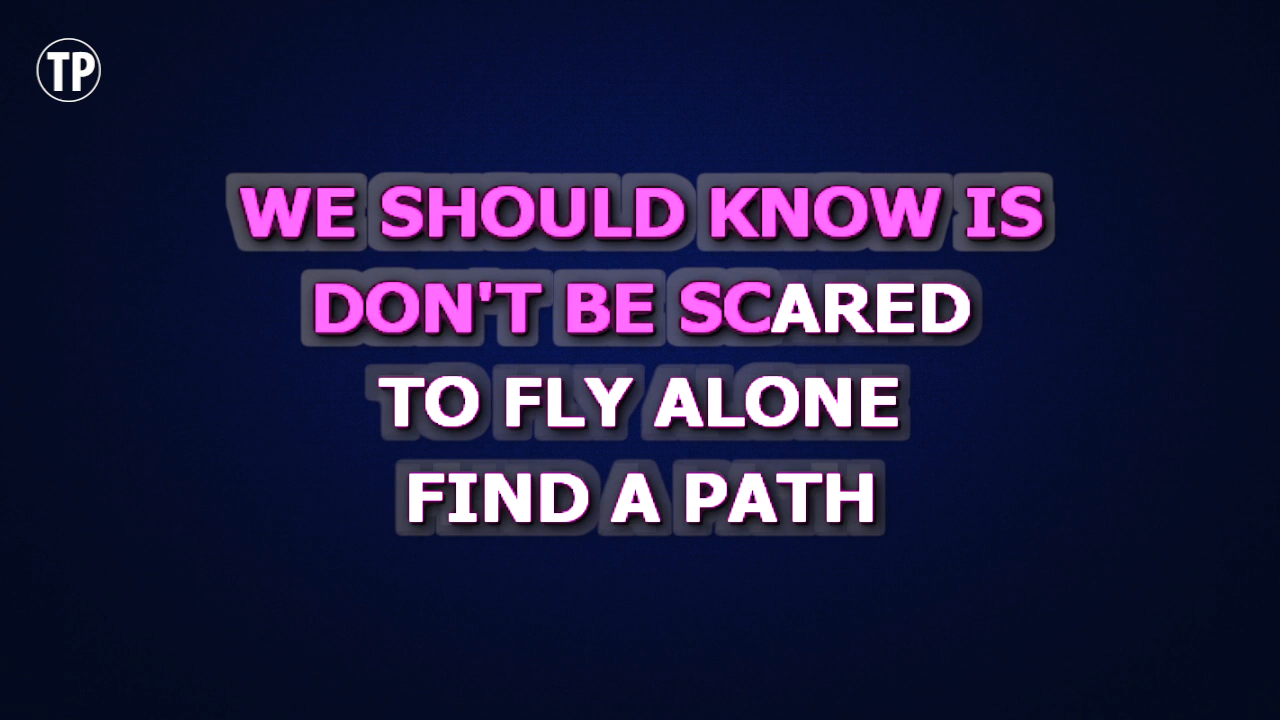 TP
WE SHOULD KNOW IS
DON'T BE SCARED
TO FLY ALONE
FIND A PATH